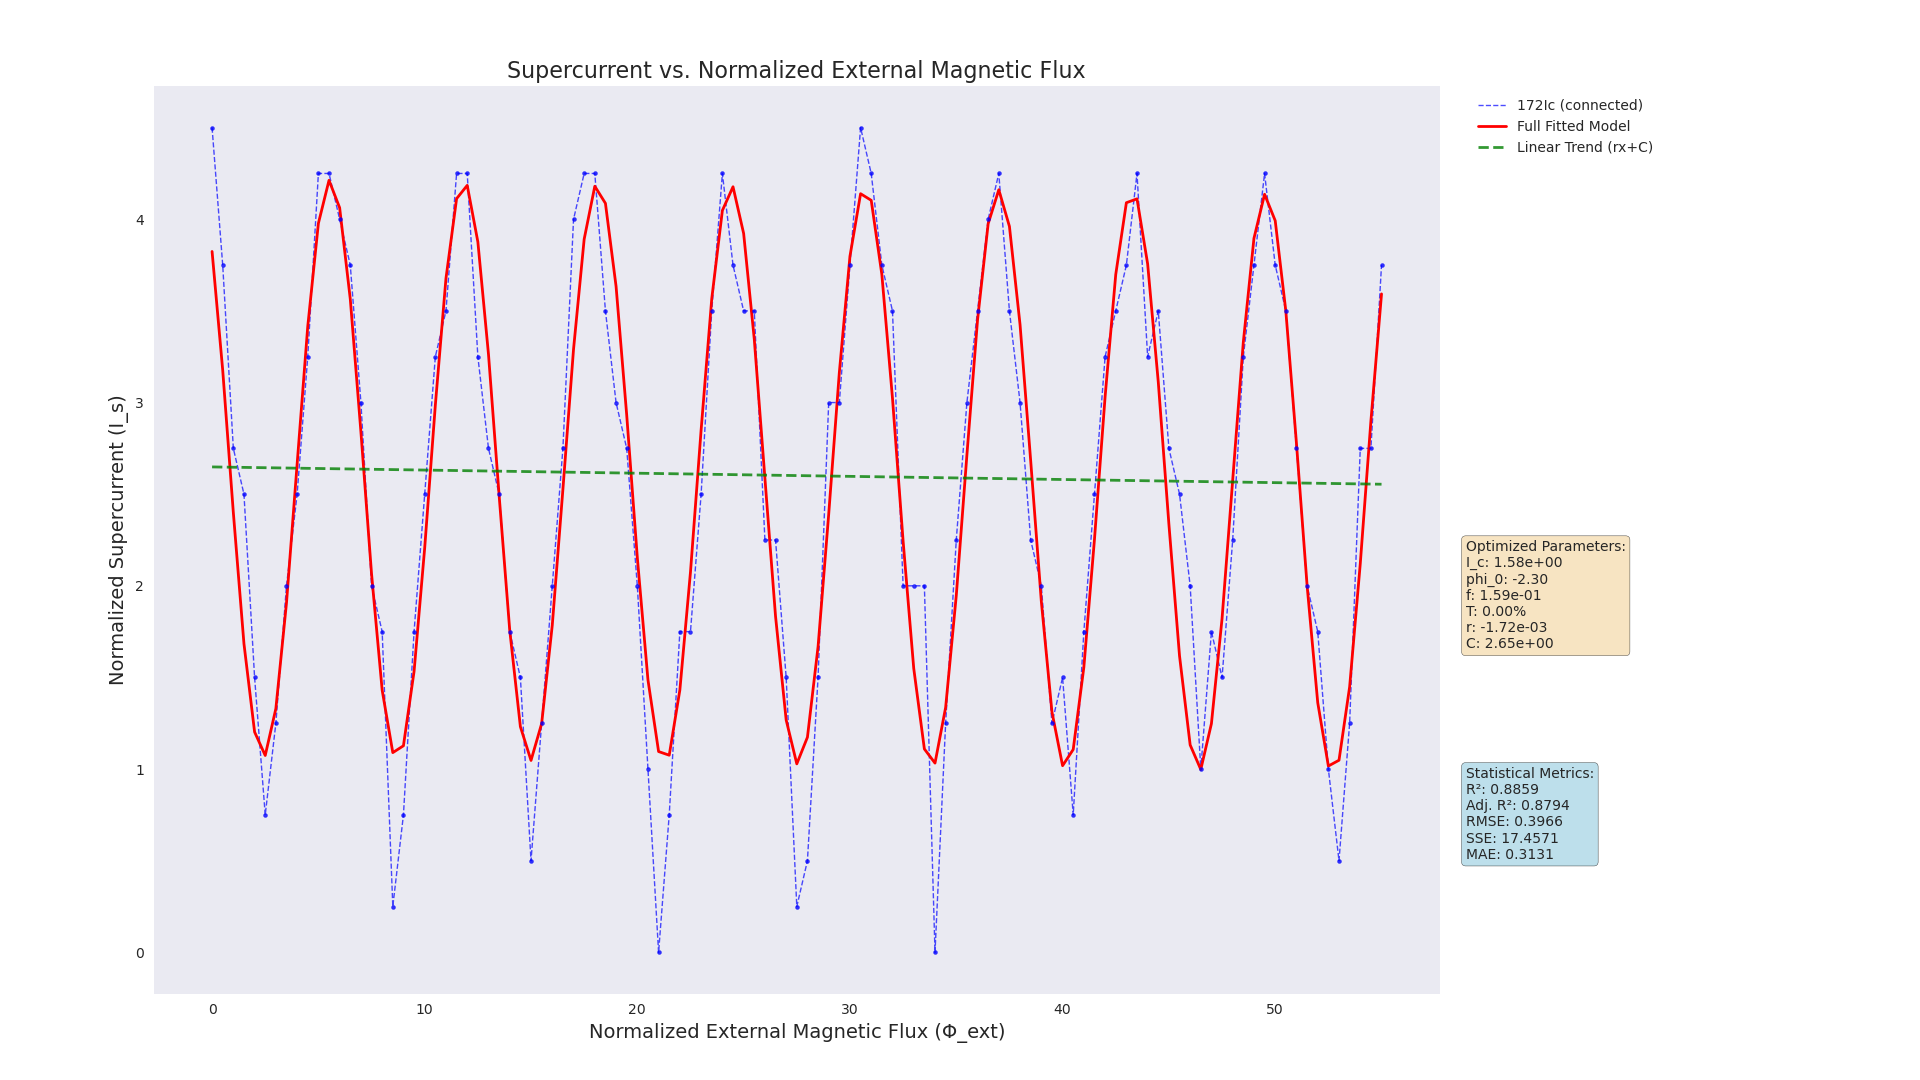 Supercurrent vs. Normalized External Magnetic Flux
172Ic (connected)
Full Fitted Model
Linear Trend (rx+C)
Normalized Supercurrent (I_s)
4
3
2
1
0
0 10 20 30 40 50
Normalized External Magnetic Flux (Φ_ext)
Optimized Parameters:
I_c: 1.58e+00
phi_0: -2.30
f: 1.59e-01
T: 0.00%
r: -1.72e-03
C: 2.65e+00
Statistical Metrics:
R²: 0.8859
Adj. R²: 0.8794
RMSE: 0.3966
SSE: 17.4571
MAE: 0.3131